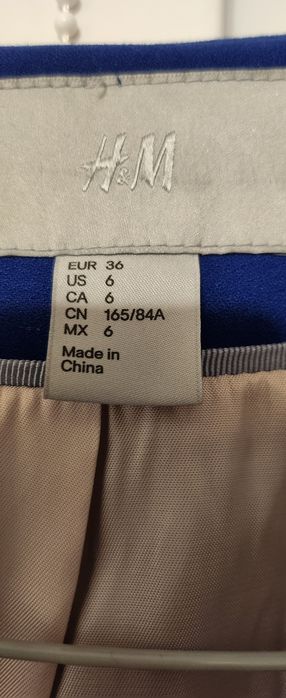 H&M
EUR 36
US 6
CA 6
CN 165/84A
MX 6
Made in
China